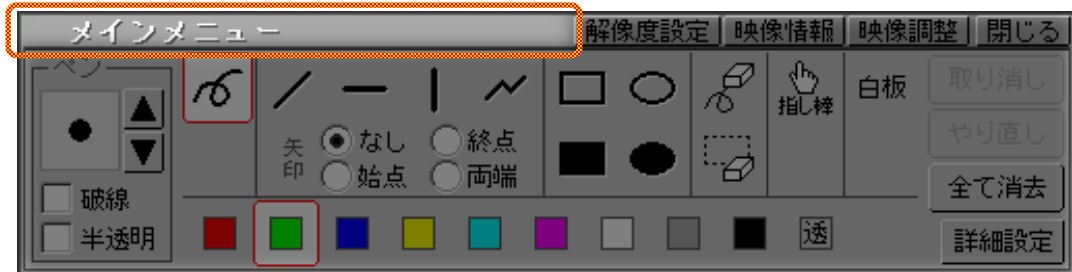 メインメニュー
解像度設定 映像情報 映像調整 閉じる
ペン
破線
半透明
矢印
なし 終点
始点 両端
指し棒
白板
取り消し
やり直し
全て消去
透
詳細設定